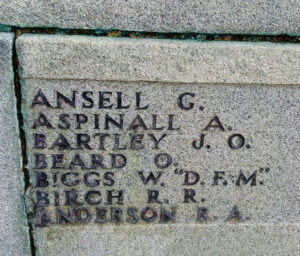 ANSELL G.
ASPINALL A.
BARTLEY J. O.
BEARD O.
BIGGS W. "D.F.M."
BIRCH R. R.
ANDERSON R. A.